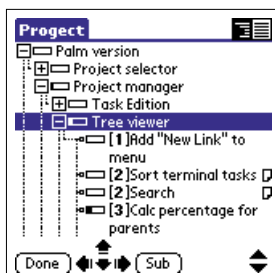 Progect
Palm version
Project selector
Project manager
Task Edition
Tree viewer
[1]Add "New Link" to
menu
[2]Sort terminal tasks
[2]Search
[3]Calc percentage for
parents
Done
Sub